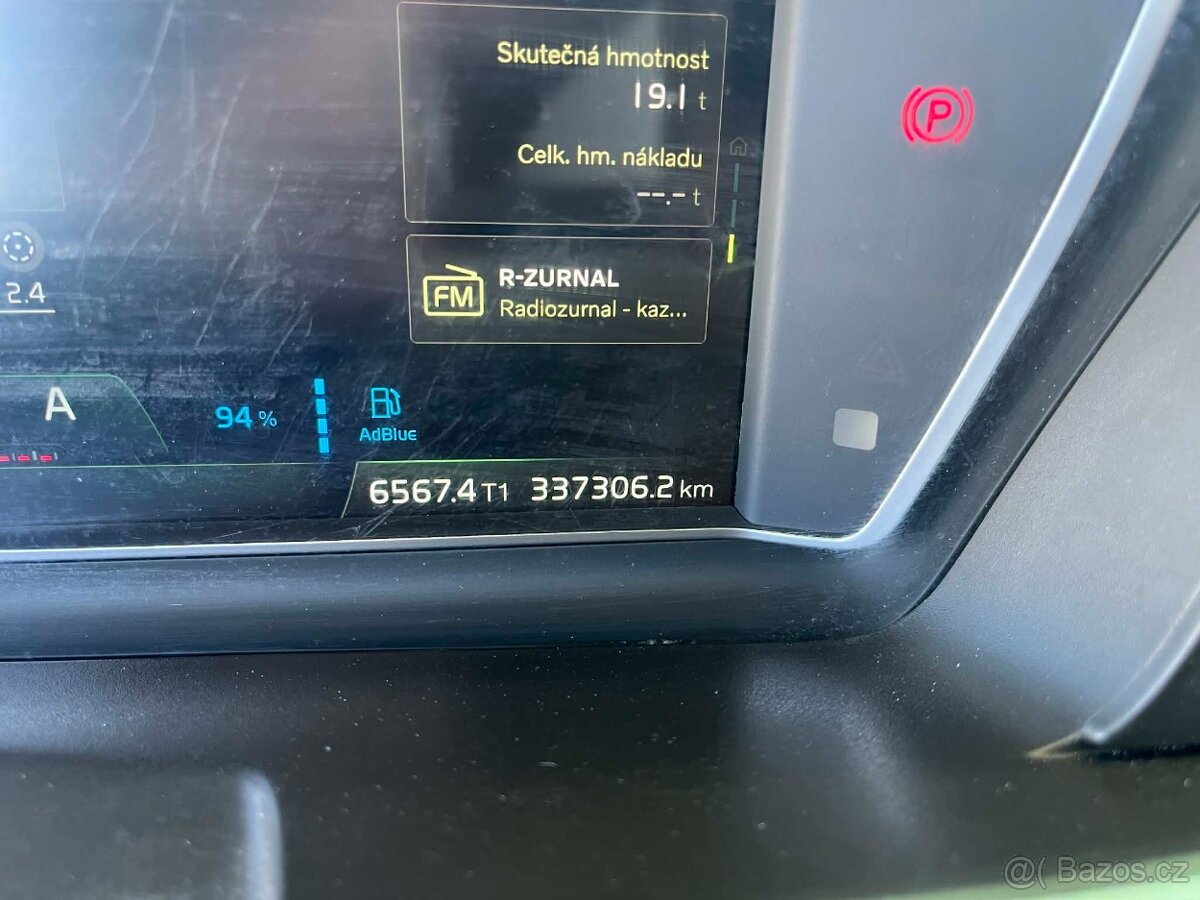 Skutečná hmotnost
19.1 t
Celk. hm. nákladu
--.- t
P
2.4
FM
R-ZURNAL
Radiozurnal - kaz...
A
94 %
AdBlue
6567.4 T1 337306.2 km
@( Bazos.cz